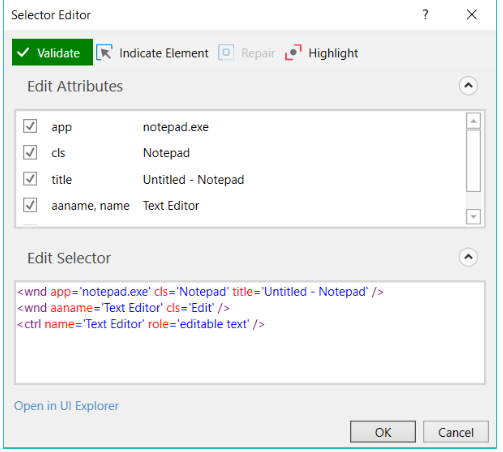 Selector Editor ?
Validate Indicate Element Repair Highlight
Edit Attributes
app notepad.exe
cls Notepad
title Untitled - Notepad
aaname, name Text Editor
Edit Selector
<wnd app='notepad.exe' cls='Notepad' title='Untitled - Notepad' />
<wnd aaname='Text Editor' cls='Edit' />
<ctrl name='Text Editor' role='editable text' />
Open in UI Explorer
OK Cancel